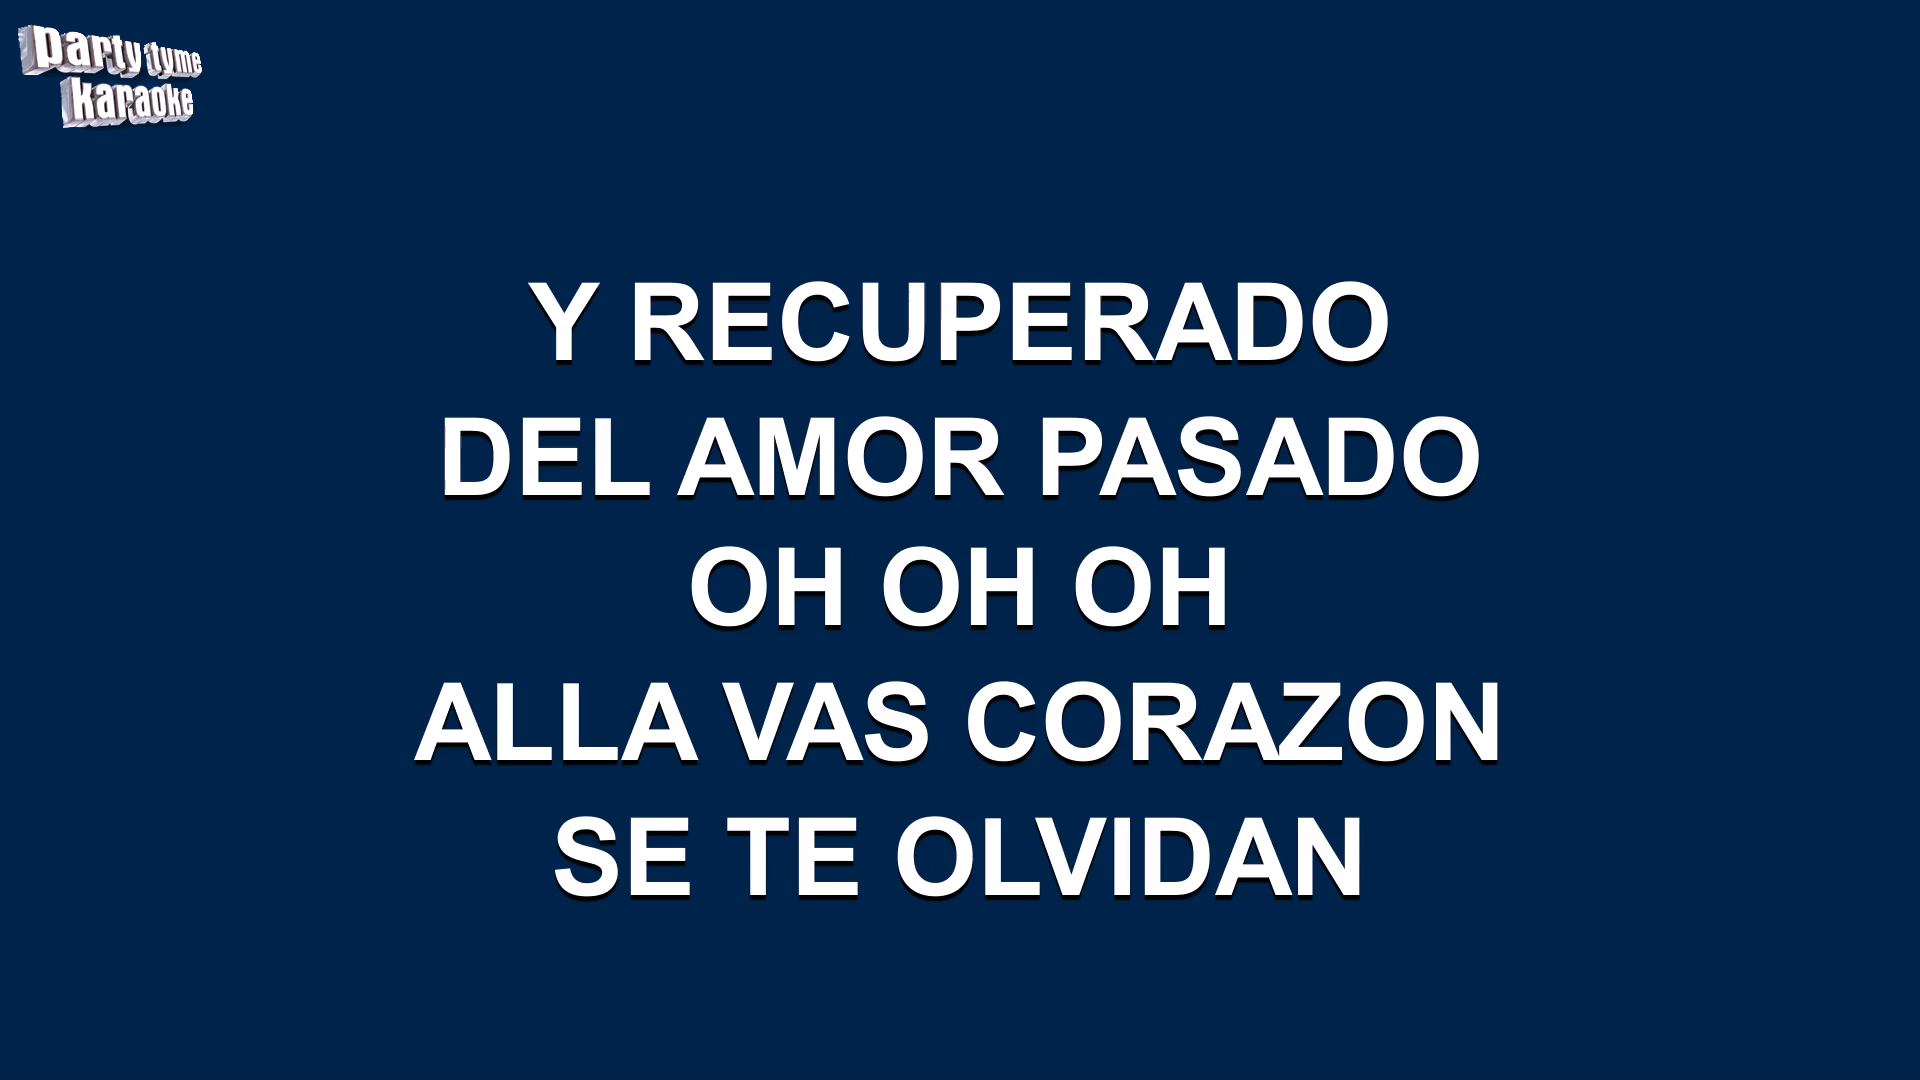 party tyme
karaoke
Y RECUPERADO
DEL AMOR PASADO
OH OH OH
ALLA VAS CORAZON
SE TE OLVIDAN